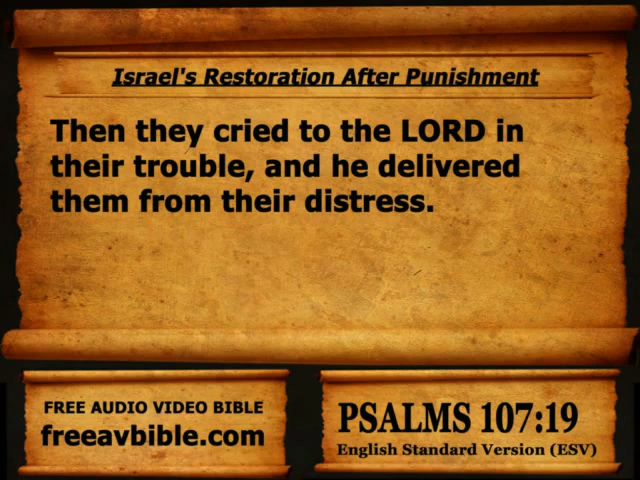 Israel's Restoration After Punishment
Then they cried to the LORD in
their trouble, and he delivered
them from their distress.
FREE AUDIO VIDEO BIBLE
freeavbible.com
PSALMS 107:19
English Standard Version (ESV)